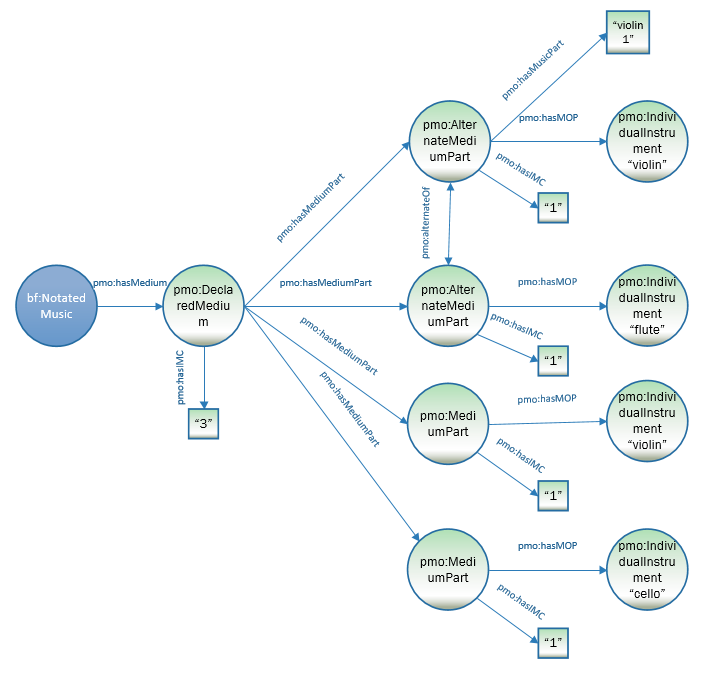 “violin
1”
pmo:hasMusicPart
pmo:Alter
nateMedi
umPart
pmo:hasMOP
pmo:Indivi
dualInstru
ment
“violin”
pmo:hasIMC
“1”
pmo:hasMediumPart
pmo:alternateOf
bf:Notated
Music
pmo:hasMedium
pmo:Decla
redMediu
m
pmo:hasMediumPart
pmo:Alter
nateMedi
umPart
pmo:hasMOP
pmo:Indivi
dualInstru
ment
“flute”
pmo:hasIMC
“1”
pmo:hasIMC
“3”
pmo:hasMediumPart
pmo:Medi
umPart
pmo:hasMOP
pmo:Indivi
dualInstru
ment
“violin”
pmo:hasIMC
“1”
pmo:hasMediumPart
pmo:Medi
umPart
pmo:hasMOP
pmo:Indivi
dualInstru
ment
“cello”
pmo:hasIMC
“1”